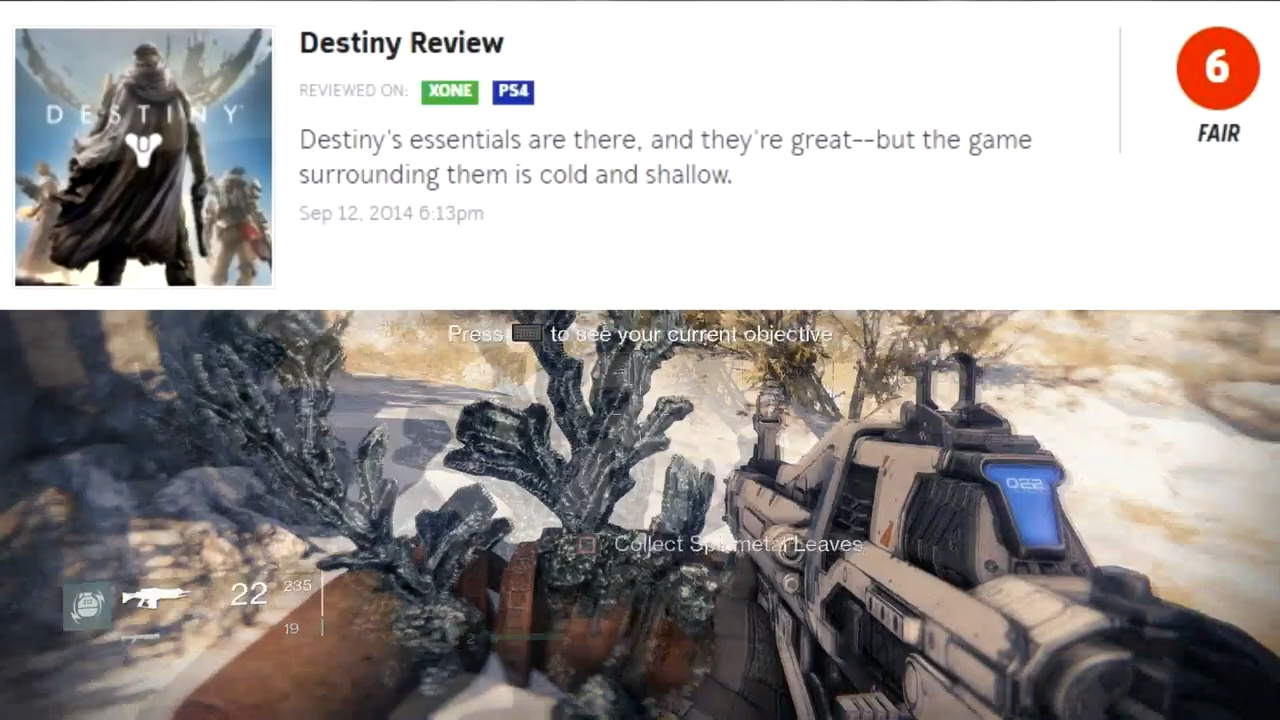 Destiny Review
REVIEWED ON: XONE PS4
Destiny's essentials are there, and they're great--but the game
surrounding them is cold and shallow.
Sep 12, 2014 6:13pm
6
FAIR
DESTINY
Press to see your current objective
022
Collect Spinmetal Leaves
22 235
19
2